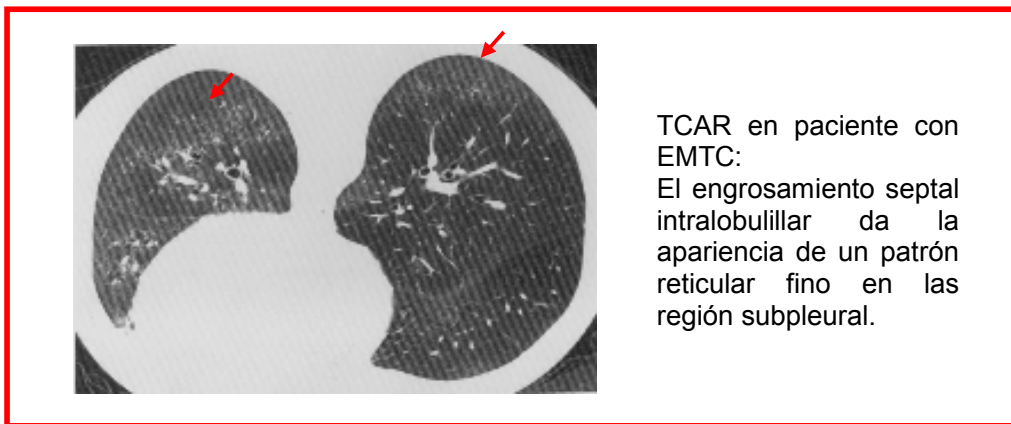 TCAR en paciente con
EMTC:
El engrosamiento septal
intralobulillar da la
apariencia de un patrón
reticular fino en las
región subpleural.